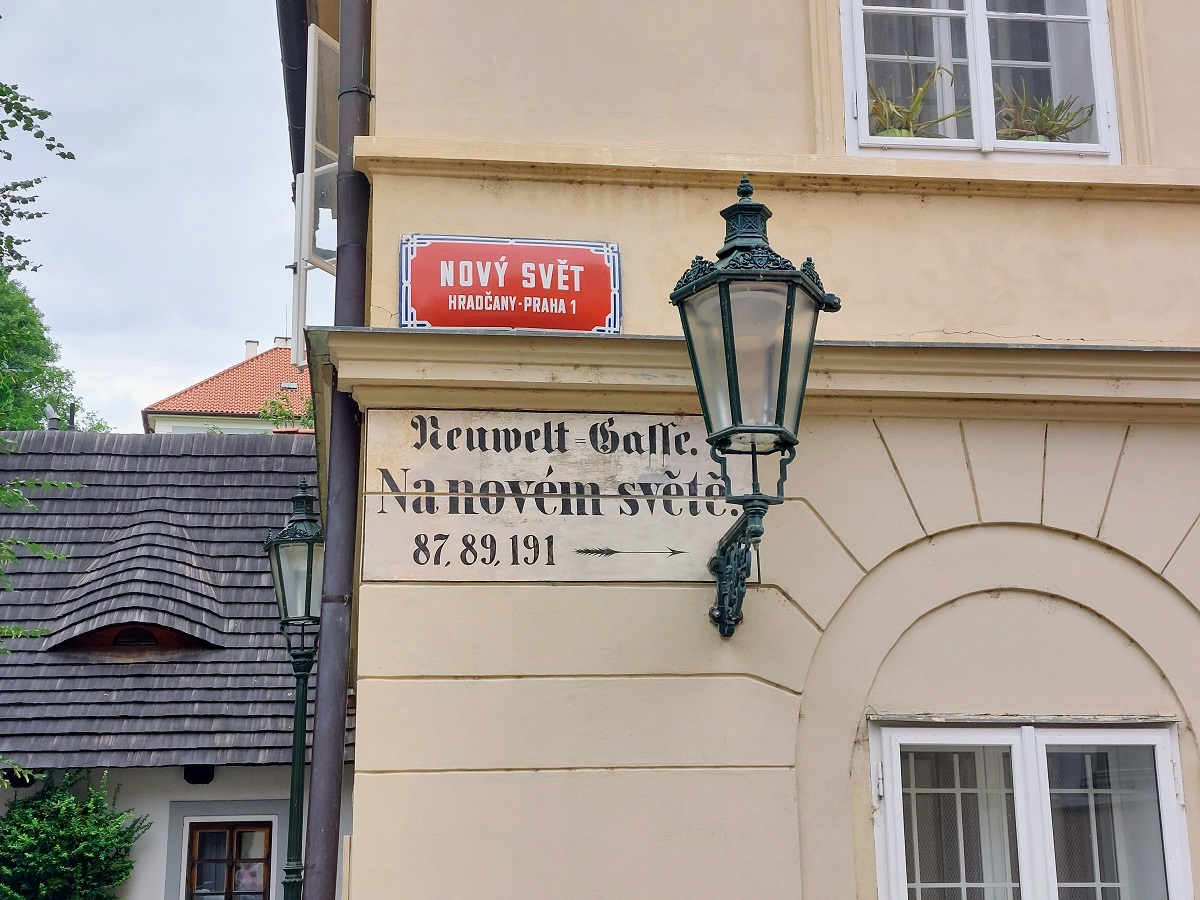 NOVÝ SVĚT
HRADČANY-PRAHA 1
Neuwelt=Gasse.
Na novém světě.
87, 89, 191